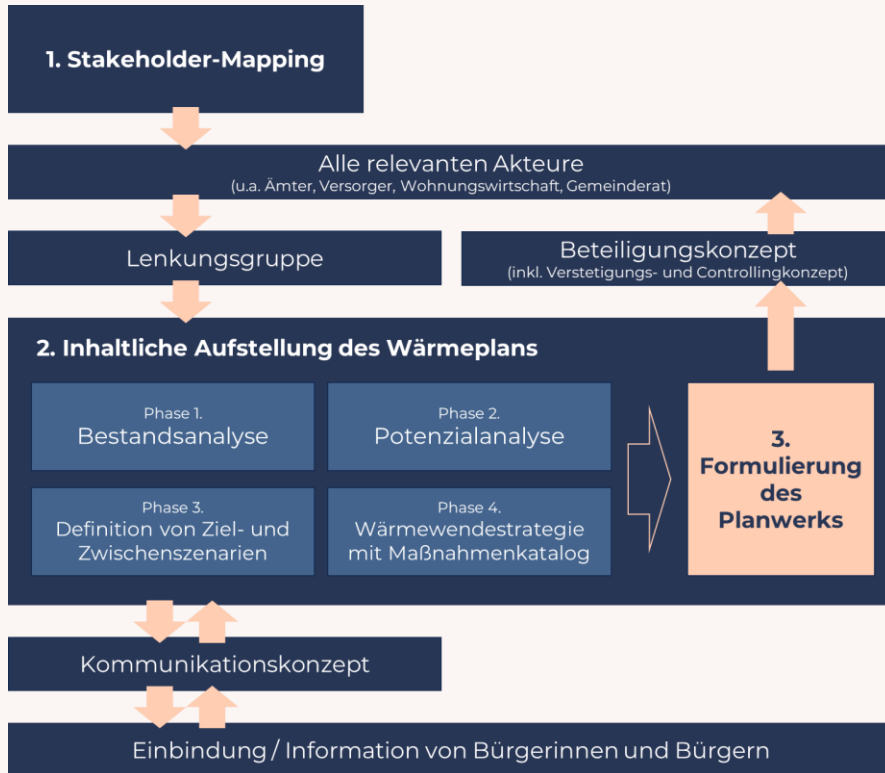 1. Stakeholder-Mapping
Alle relevanten Akteure
(u.a. Ämter, Versorger, Wohnungswirtschaft, Gemeinderat)
Lenkungsgruppe
Beteiligungskonzept
(inkl. Verstetigungs- und Controllingkonzept)
2. Inhaltliche Aufstellung des Wärmeplans
Phase 1.
Bestandsanalyse
Phase 2.
Potenzialanalyse
Phase 3.
Definition von Ziel- und
Zwischenszenarien
Phase 4.
Wärmewendestrategie
mit Maßnahmenkatalog
3.
Formulierung
des
Planwerks
Kommunikationskonzept
Einbindung / Information von Bürgerinnen und Bürgern